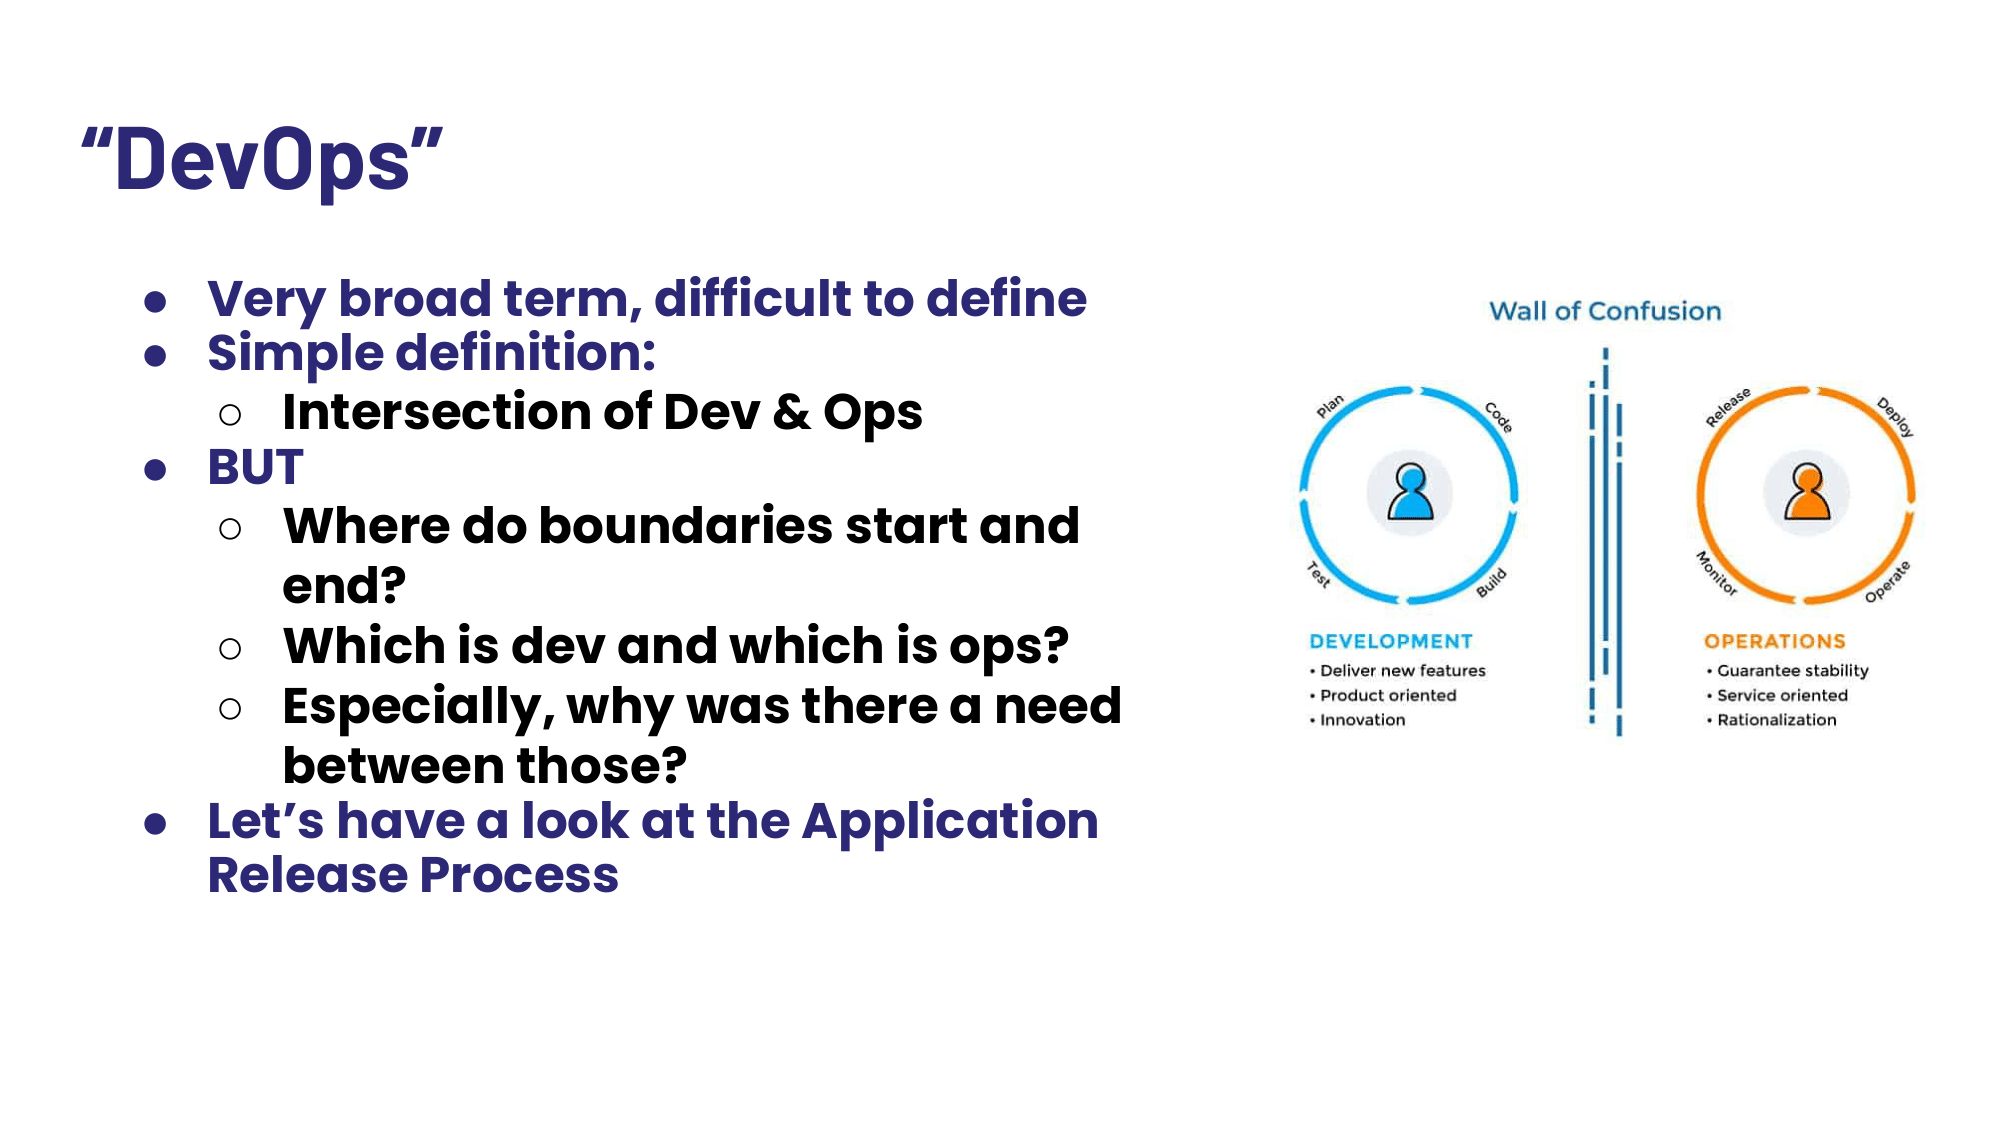 “DevOps”
● Very broad term, difficult to define
● Simple definition:
○ Intersection of Dev & Ops
● BUT
○ Where do boundaries start and
end?
○ Which is dev and which is ops?
○ Especially, why was there a need
between those?
● Let’s have a look at the Application
Release Process
Wall of Confusion
Plan
Code
Build
Test
DEVELOPMENT
• Deliver new features
• Product oriented
• Innovation
Release
Deploy
Operate
Monitor
OPERATIONS
• Guarantee stability
• Service oriented
• Rationalization